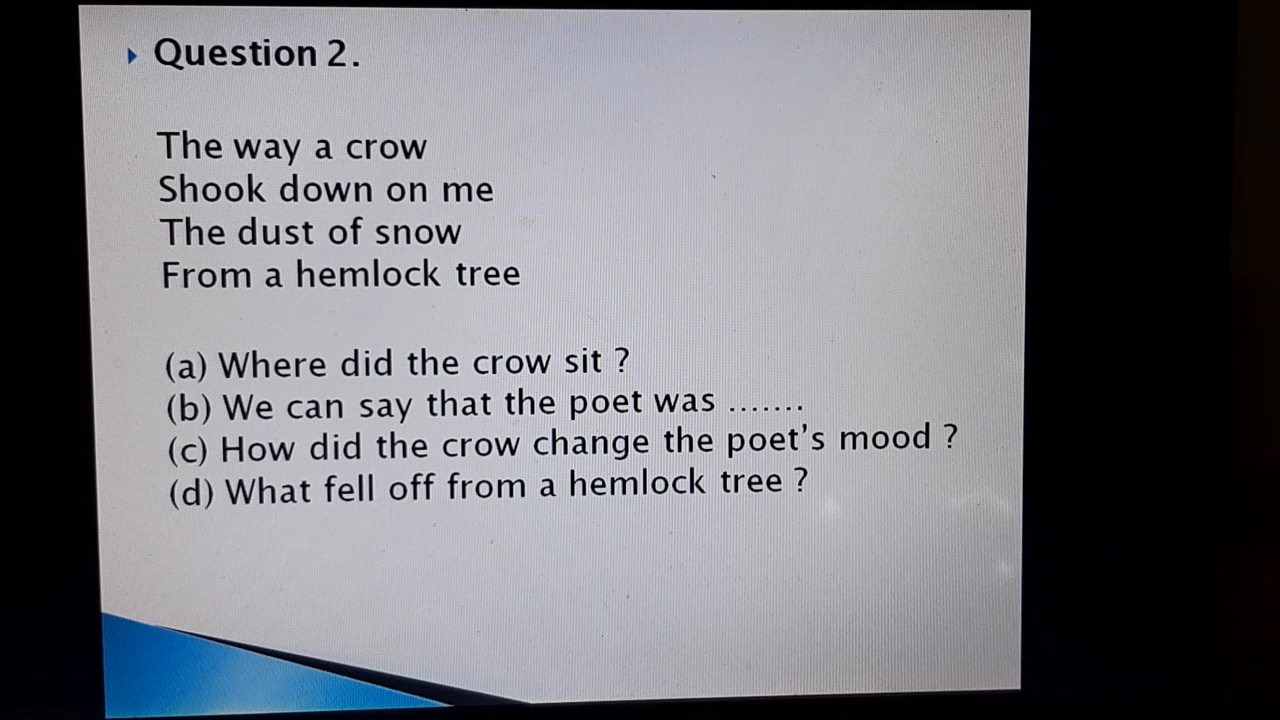 Question 2.
The way a crow
Shook down on me
The dust of snow
From a hemlock tree
(a) Where did the crow sit ?
(b) We can say that the poet was .......
(c) How did the crow change the poet's mood ?
(d) What fell off from a hemlock tree ?